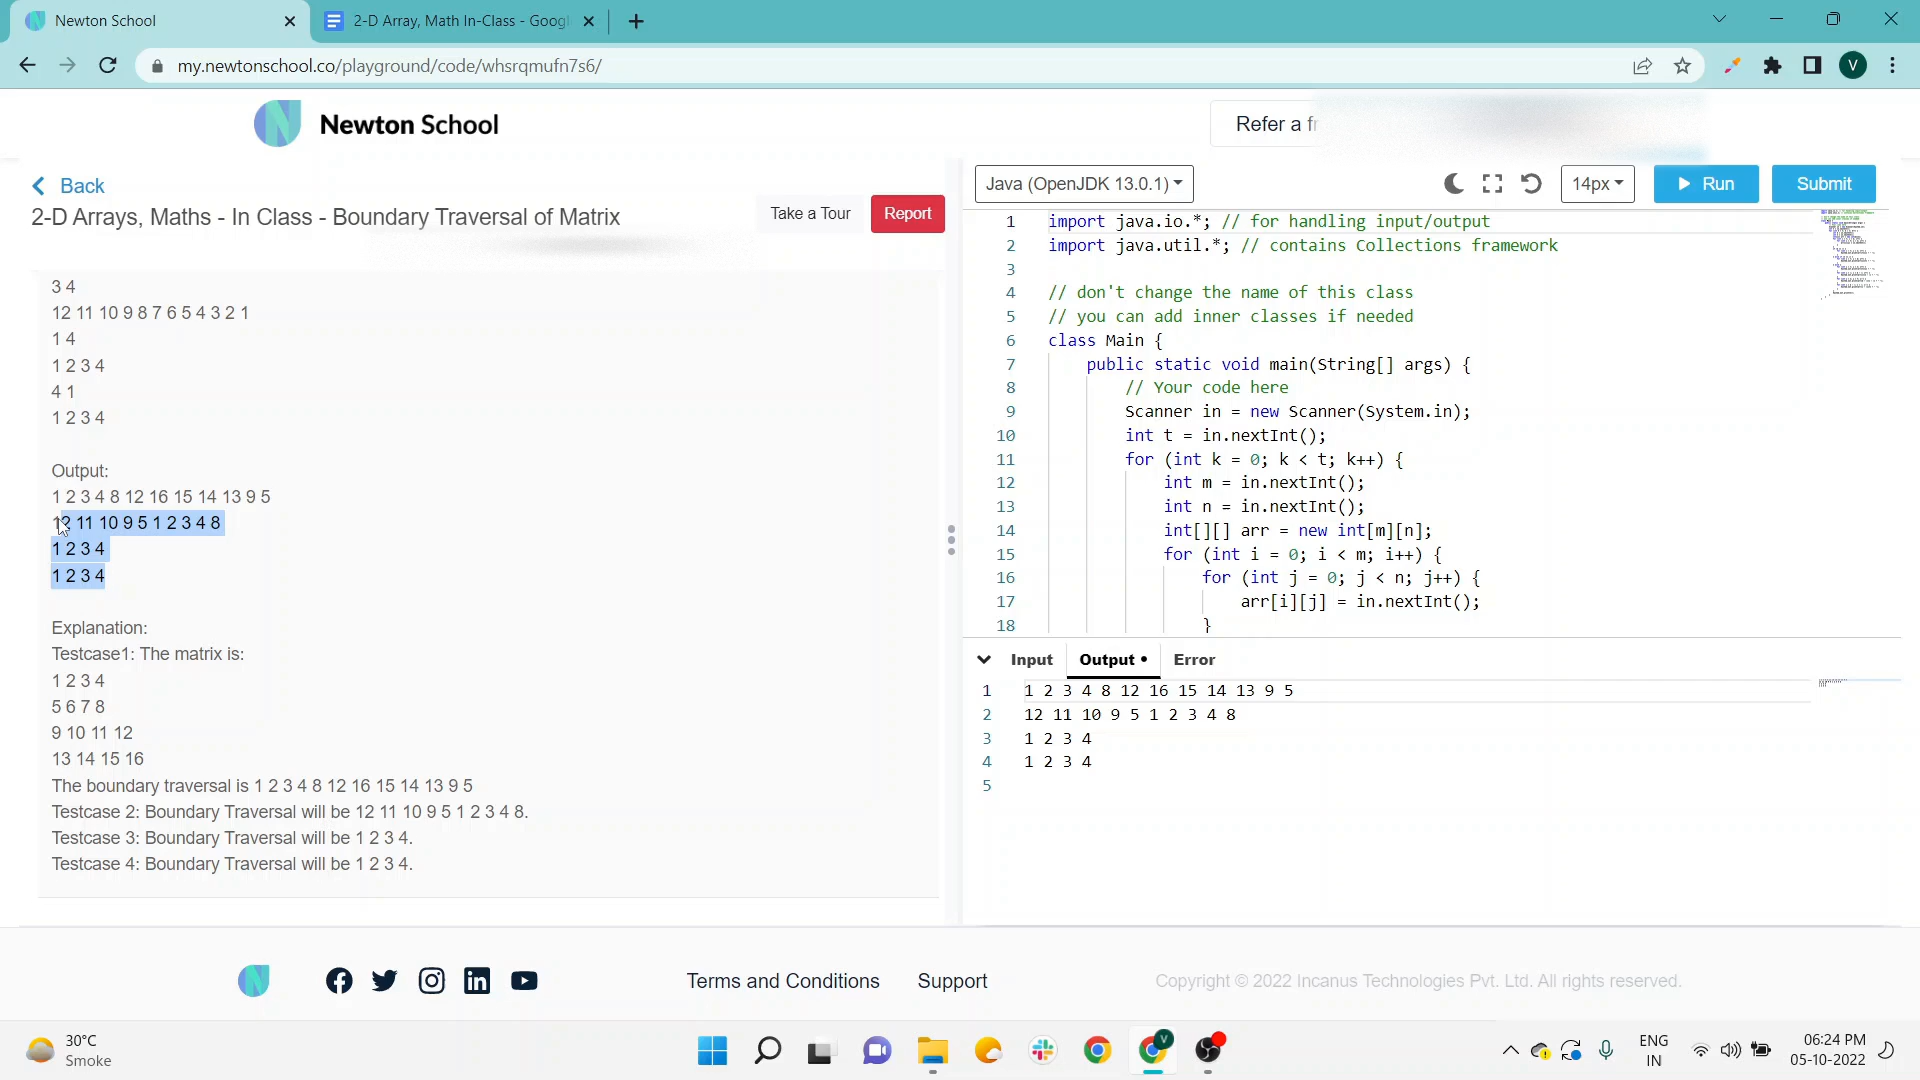 Newton School
2-D Array, Math In-Class - Goog
my.newtonschool.co/playground/code/whsrqmufn7s6/
V
Newton School
Refer a fr
Back
2-D Arrays, Maths - In Class - Boundary Traversal of Matrix
Take a Tour
Report
3 4
12 11 10 9 8 7 6 5 4 3 2 1
1 4
1 2 3 4
4 1
1 2 3 4
Output:
1 2 3 4 8 12 16 15 14 13 9 5
12 11 10 9 5 1 2 3 4 8
1 2 3 4
1 2 3 4
Explanation:
Testcase1: The matrix is:
1 2 3 4
5 6 7 8
9 10 11 12
13 14 15 16
The boundary traversal is 1 2 3 4 8 12 16 15 14 13 9 5
Testcase 2: Boundary Traversal will be 12 11 10 9 5 1 2 3 4 8.
Testcase 3: Boundary Traversal will be 1 2 3 4.
Testcase 4: Boundary Traversal will be 1 2 3 4.
Java (OpenJDK 13.0.1)
14px
Run
Submit
1 import java.io.*; // for handling input/output
2 import java.util.*; // contains Collections framework
3
4 // don't change the name of this class
5 // you can add inner classes if needed
6 class Main {
7 public static void main(String[] args) {
8 // Your code here
9 Scanner in = new Scanner(System.in);
10 int t = in.nextInt();
11 for (int k = 0; k < t; k++) {
12 int m = in.nextInt();
13 int n = in.nextInt();
14 int[][] arr = new int[m][n];
15 for (int i = 0; i < m; i++) {
16 for (int j = 0; j < n; j++) {
17 arr[i][j] = in.nextInt();
18 }
Input
Output •
Error
1 1 2 3 4 8 12 16 15 14 13 9 5
2 12 11 10 9 5 1 2 3 4 8
3 1 2 3 4
4 1 2 3 4
5
Terms and Conditions
Support
Copyright © 2022 Incanus Technologies Pvt. Ltd. All rights reserved.
30°C
Smoke
V
ENG
IN
06:24 PM
05-10-2022